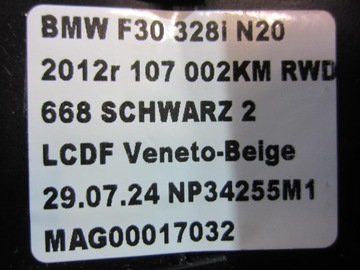 BMW F30 328i N20
2012r 107 002KM RWD
668 SCHWARZ 2
LCDF Veneto-Beige
29.07.24 NP34255M1
MAG00017032